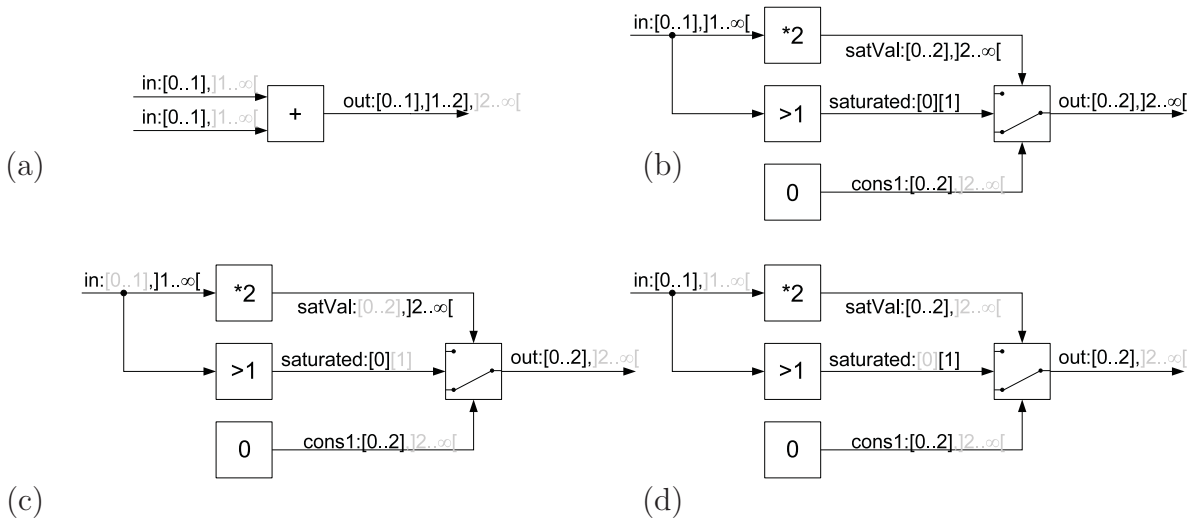 in:[0..1],]1..∞[
in:[0..1],]1..∞[
+
out:[0..1],]1..2],]2..∞[
(a)
in:[0..1],]1..∞[
*2
satVal:[0..2],]2..∞[
>1
saturated:[0][1]
out:[0..2],]2..∞[
0
cons1:[0..2],]2..∞[
(b)
in:[0..1],]1..∞[
*2
satVal:[0..2],]2..∞[
>1
saturated:[0][1]
out:[0..2],]2..∞[
0
cons1:[0..2],]2..∞[
(c)
in:[0..1],]1..∞[
*2
satVal:[0..2],]2..∞[
>1
saturated:[0][1]
out:[0..2],]2..∞[
0
cons1:[0..2],]2..∞[
(d)